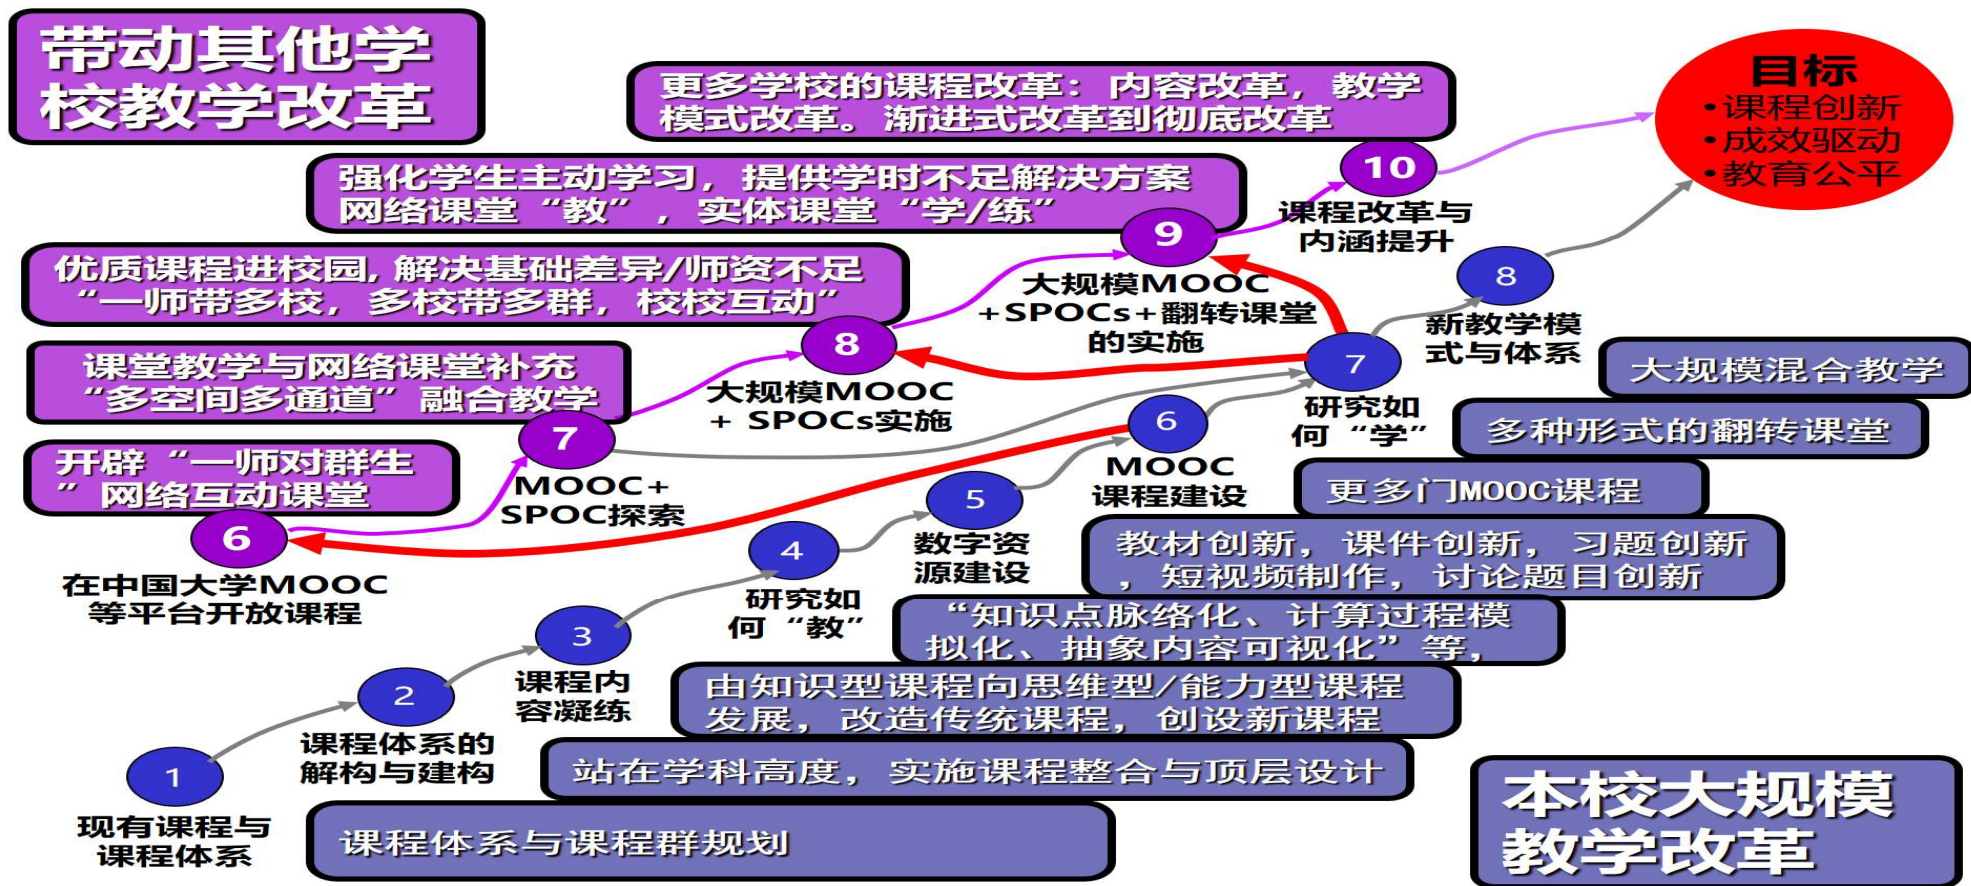 带动其他学
校教学改革
更多学校的课程改革：内容改革，教学
模式改革。渐进式改革到彻底改革
目标
•课程创新
•成效驱动
•教育公平
强化学生主动学习，提供学时不足解决方案
网络课堂“教”，实体课堂“学/练”
10
课程改革与
内涵提升
优质课程进校园,解决基础差异/师资不足
“一师带多校，多校带多群，校校互动”
9
大规模MOOC
+SPOCs+翻转课堂
的实施
8
新教学模
式与体系
课堂教学与网络课堂补充
“多空间多通道”融合教学
8
大规模MOOC
+ SPOCs实施
7
研究如
何“学”
大规模混合教学
开辟“一师对群生
”网络互动课堂
7
MOOC+
SPOC探索
6
MOOC
课程建设
多种形式的翻转课堂
更多门MOOC课程
6
在中国大学MOOC
等平台开放课程
5
数字资
源建设
教材创新，课件创新，习题创新
，短视频制作，讨论题目创新
4
研究如
何“教”
“知识点脉络化、计算过程模
拟化、抽象内容可视化”等，
3
课程内
容凝练
由知识型课程向思维型/能力型课程
发展，改造传统课程，创设新课程
2
课程体系的
解构与建构
站在学科高度，实施课程整合与顶层设计
1
现有课程与
课程体系
课程体系与课程群规划
本校大规模
教学改革